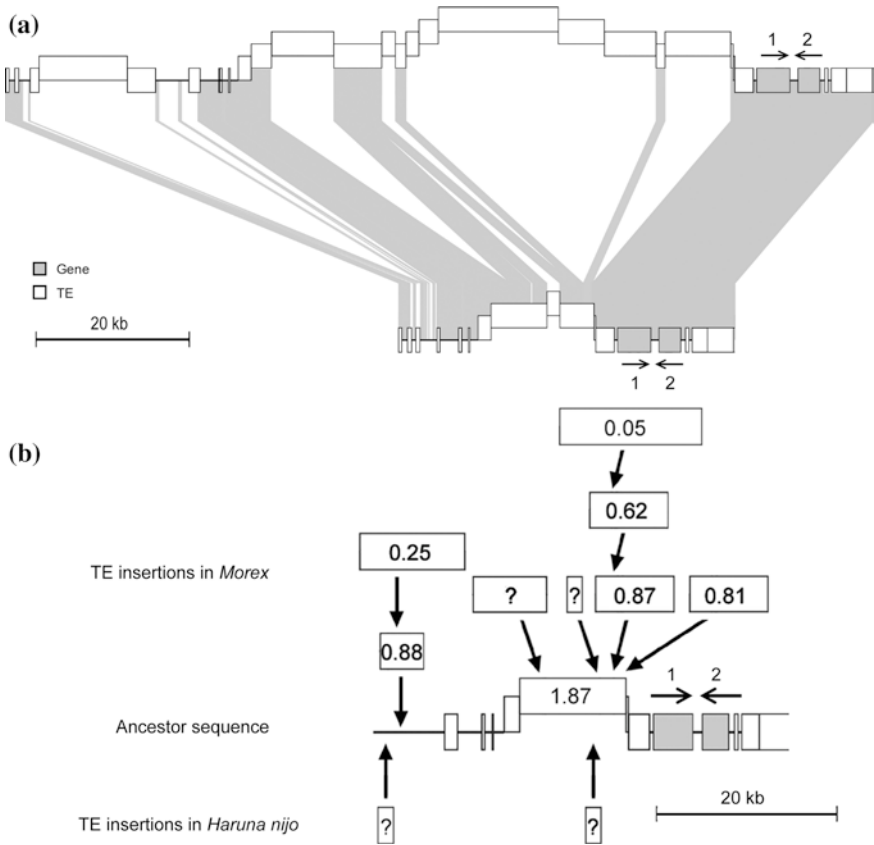 (a)
1 2
Gene
TE
20 kb
1 2
(b)
0.05
0.62
0.25
TE insertions in Morex
? ? 0.87 0.81
0.88
1 2
1.87
Ancestor sequence
20 kb
TE insertions in Haruna nijo
? ?